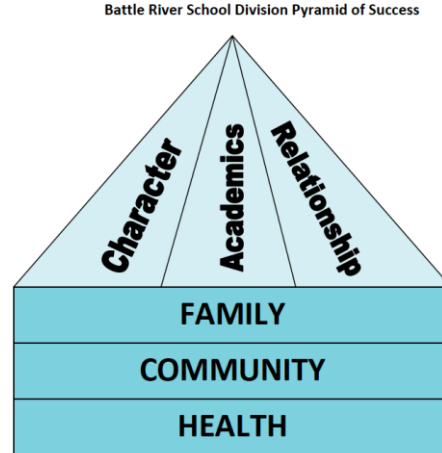 Battle River School Division Pyramid of Success
Character
Academics
Relationship
FAMILY
COMMUNITY
HEALTH